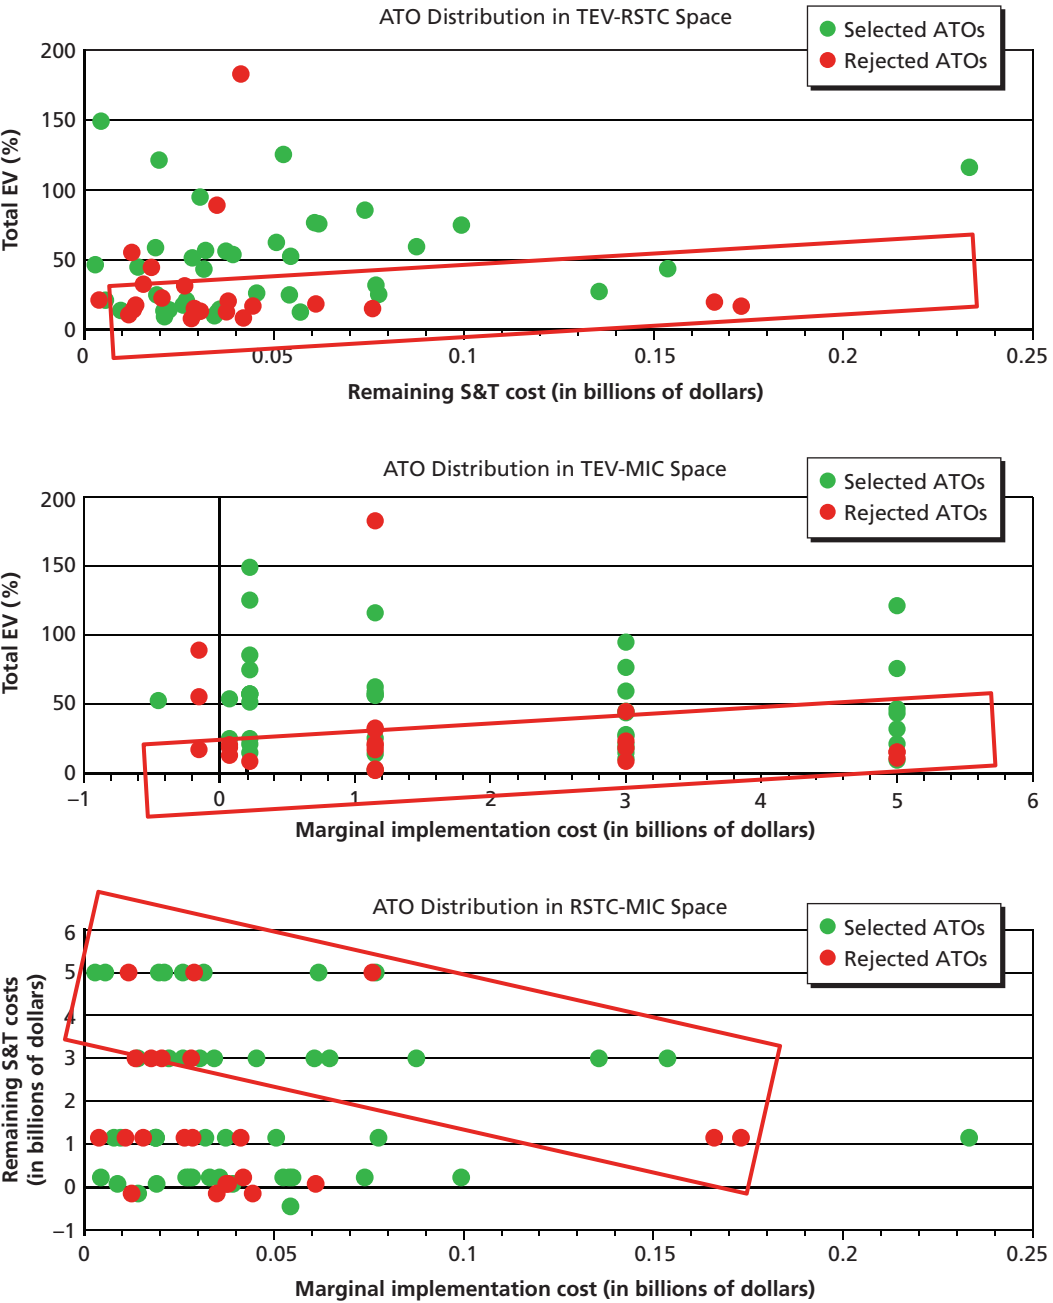 ATO Distribution in TEV-RSTC Space
Selected ATOs
Rejected ATOs
Total EV (%)
200
150
100
50
0
0 0.05 0.1 0.15 0.2 0.25
Remaining S&T cost (in billions of dollars)
ATO Distribution in TEV-MIC Space
Selected ATOs
Rejected ATOs
Total EV (%)
200
150
100
50
0
–1 0 1 2 3 4 5 6
Marginal implementation cost (in billions of dollars)
ATO Distribution in RSTC-MIC Space
Selected ATOs
Rejected ATOs
Remaining S&T costs
(in billions of dollars)
6
5
4
3
2
1
0
–1
0 0.05 0.1 0.15 0.2 0.25
Marginal implementation cost (in billions of dollars)